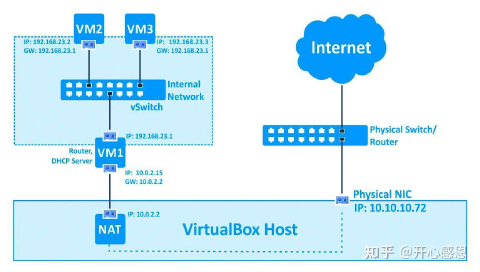 VM2
VM3
IP: 192.168.23.2
GW: 192.168.23.1
IP: 192.168.23.3
GW: 192.168.23.1
Internet
Internal
Network
vSwitch
Physical Switch/
Router
IP: 192.168.23.1
Router,
DHCP Server
VM1
IP: 10.0.2.15
GW: 10.0.2.2
Physical NIC
IP: 10.10.10.72
IP: 10.0.2.2
NAT
VirtualBox Host
知乎 @开心感恩